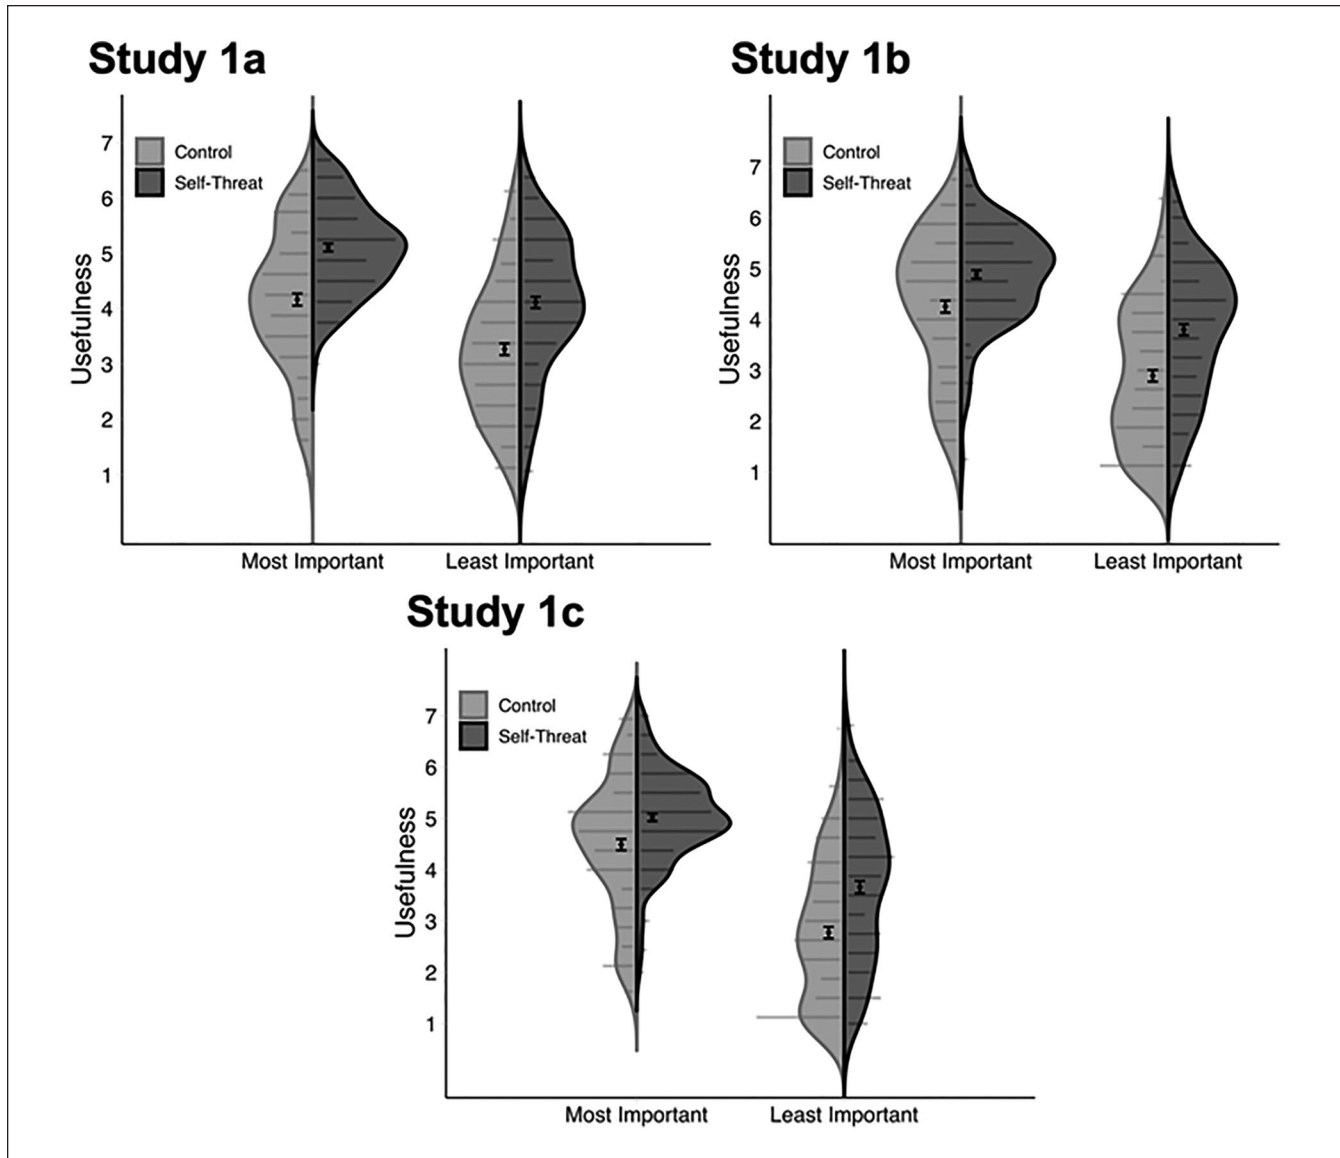 Study 1a
Usefulness
7
6
5
4
3
2
1
Control
Self-Threat
Most Important
Least Important
Study 1b
Usefulness
7
6
5
4
3
2
1
Control
Self-Threat
Most Important
Least Important
Study 1c
Usefulness
7
6
5
4
3
2
1
Control
Self-Threat
Most Important
Least Important